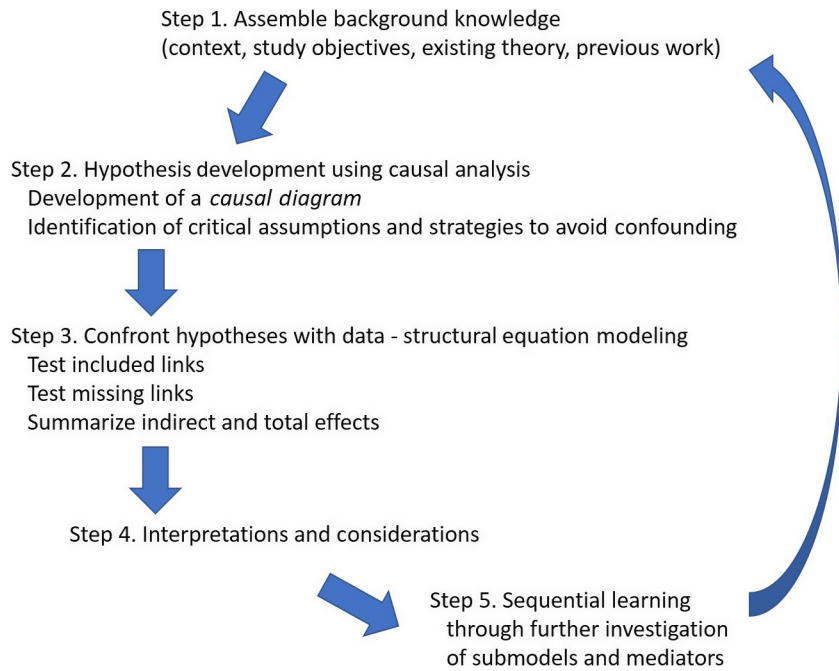 Step 1. Assemble background knowledge
(context, study objectives, existing theory, previous work)
Step 2. Hypothesis development using causal analysis
Development of a causal diagram
Identification of critical assumptions and strategies to avoid confounding
Step 3. Confront hypotheses with data - structural equation modeling
Test included links
Test missing links
Summarize indirect and total effects
Step 4. Interpretations and considerations
Step 5. Sequential learning
through further investigation
of submodels and mediators